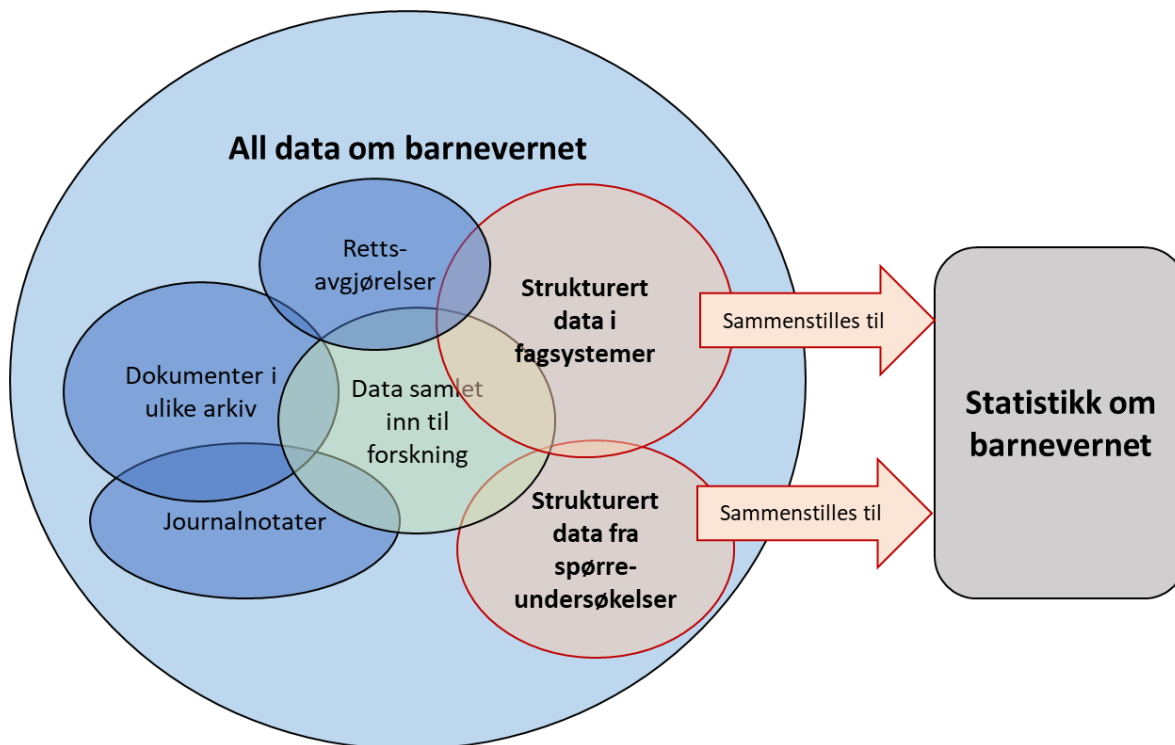 All data om barnevernet
Retts-
avgjørelser
Strukturert
data i
fagsystemer
Sammenstilles til
Dokumenter i
ulike arkiv
Data samlet
inn til
forskning
Statistikk om
barnevernet
Journalnotater
Strukturert
data fra
spørre-
undersøkelser
Sammenstilles til